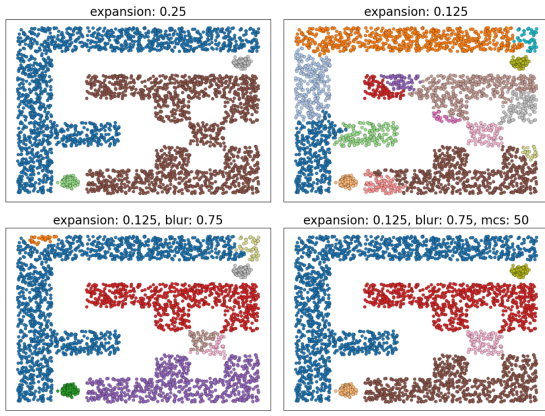 expansion: 0.25
expansion: 0.125
expansion: 0.125, blur: 0.75
expansion: 0.125, blur: 0.75, mcs: 50